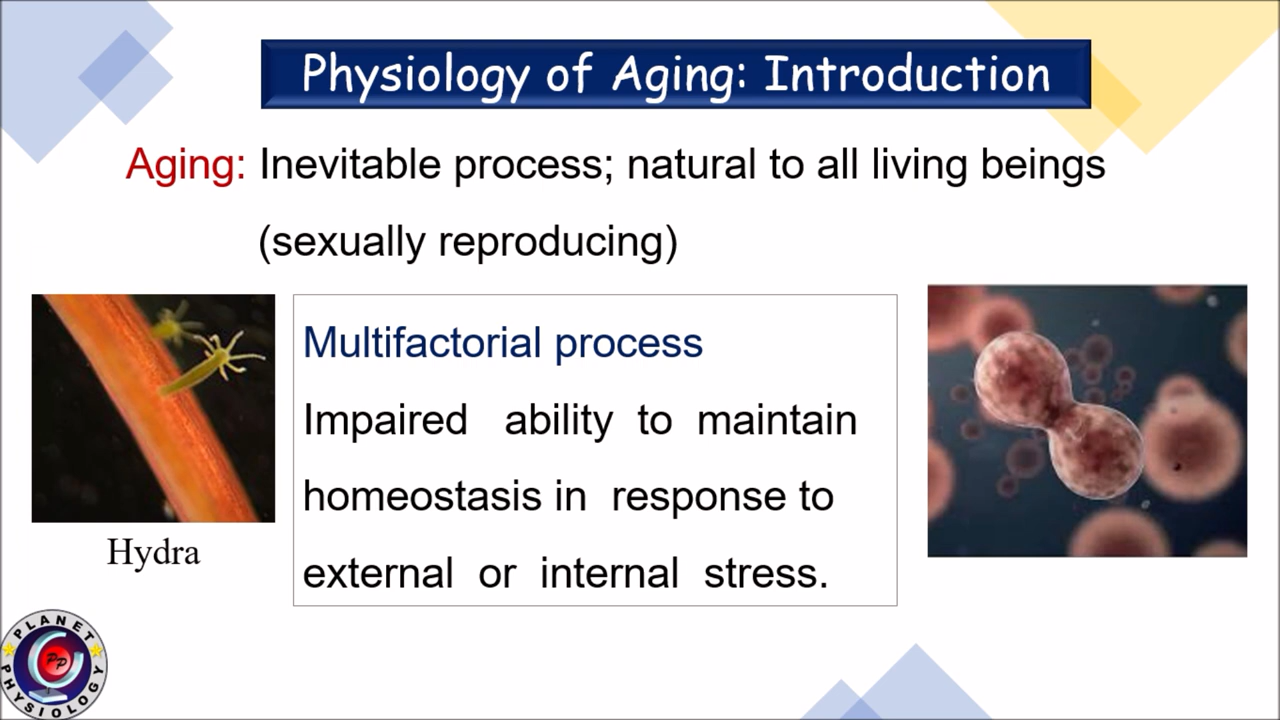 Physiology of Aging: Introduction
Aging: Inevitable process; natural to all living beings
(sexually reproducing)
Multifactorial process
Impaired ability to maintain
homeostasis in response to
external or internal stress.
Hydra
PLANET
PP
PHYSIOLOGY